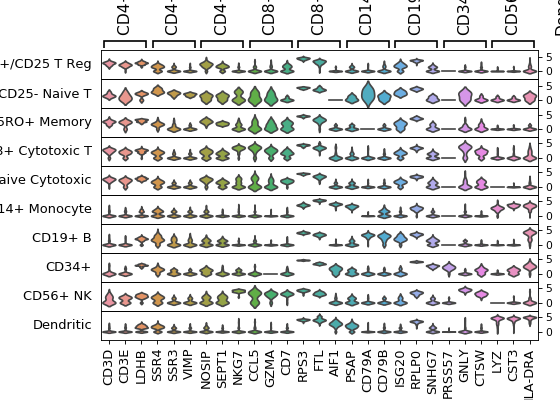 CD4- CD4- CD4- CD8- CD8- CD14 CD19 CD34 CD56
+/CD25 T Reg 5 0
CD25- Naive T 5 0
5RO+ Memory 5 0
8+ Cytotoxic T 5 0
aive Cytotoxic 5 0
14+ Monocyte 5 0
CD19+ B 5 0
CD34+ 5 0
CD56+ NK 5 0
Dendritic 5 0
CD3D CD3E LDHB SSR4 SSR3 VIMP NOSIP SEPT1 NKG7 CCL5 GZMA CD7 RPS3 FTL AIF1 PSAP CD79A CD79B ISG20 RPLP0 SNHG7 PRSS57 GNLY CTSW LYZ CST3 ILA-DRA